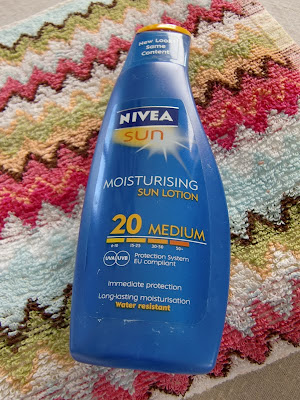 New Look
Same
Content
NIVEA
sun
MOISTURISING
SUN LOTION
20 MEDIUM
6-10 15-25 30-50 50+
UVA UVB
Protection System
EU compliant
Immediate protection
Long-lasting moisturisation
Water resistant